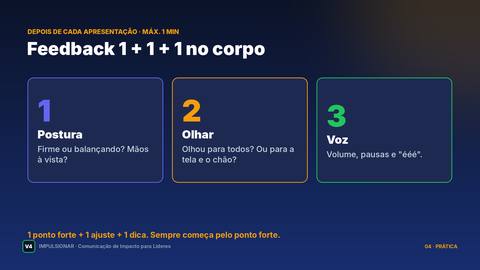 DEPOIS DE CADA APRESENTAÇÃO · MÁX. 1 MIN
Feedback 1 + 1 + 1 no corpo
1
Postura
Firme ou balançando? Mãos
à vista?
2
Olhar
Olhou para todos? Ou para a
tela e o chão?
3
Voz
Volume, pausas e "ééé".
1 ponto forte + 1 ajuste + 1 dica. Sempre começa pelo ponto forte.
V4 IMPULSIONAR · Comunicação de Impacto para Líderes
04 · PRÁTICA